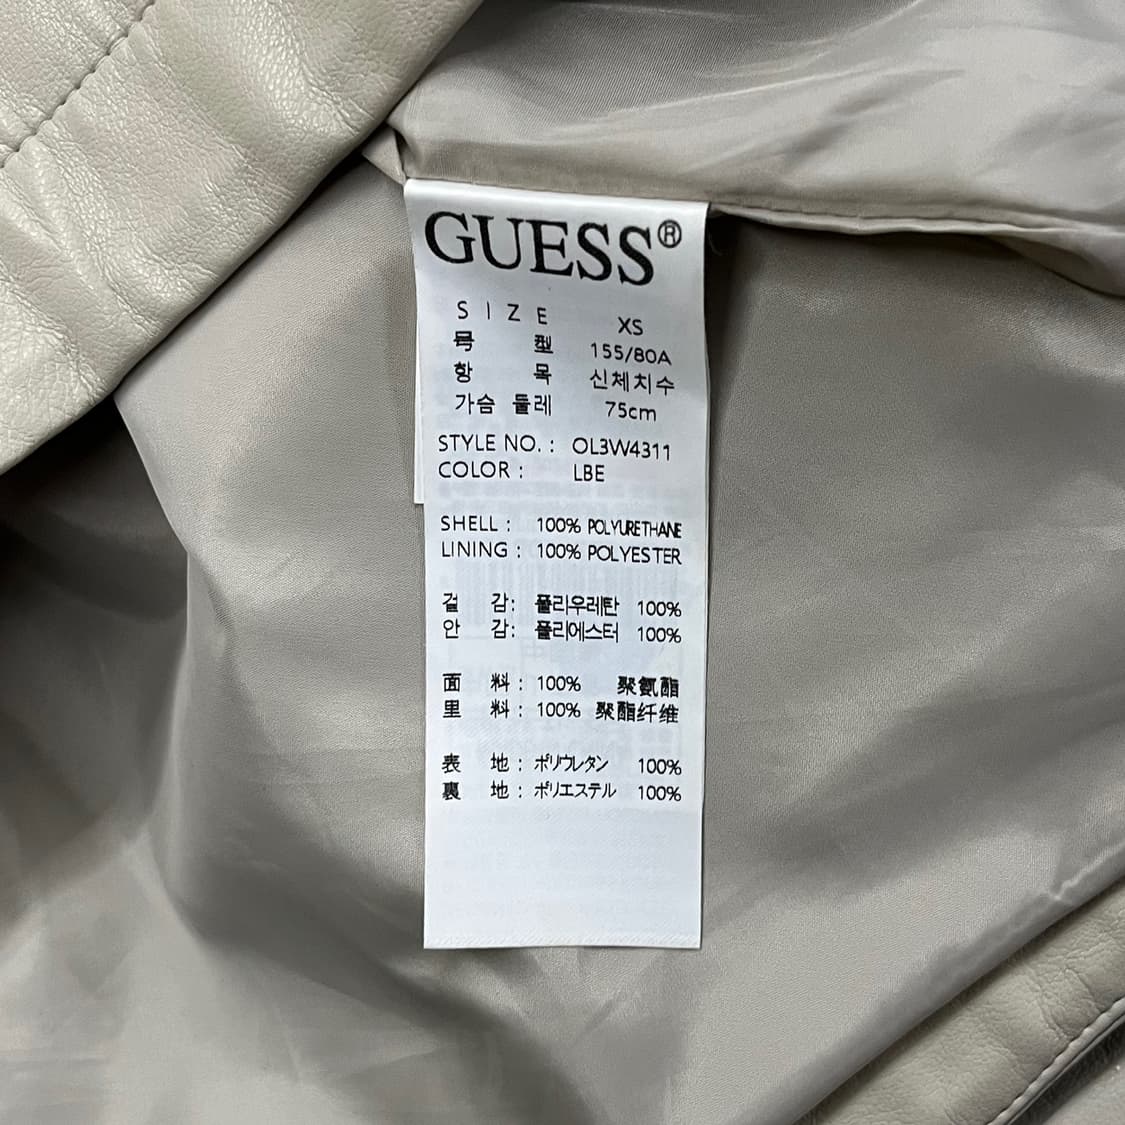 GUESS®
SIZE XS
号型 155/80A
항목 신체치수
가슴 둘레 75cm
STYLE NO.: OL3W4311
COLOR: LBE
SHELL: 100% POLYURETHANE
LINING: 100% POLYESTER
겉감: 폴리우레탄 100%
안감: 폴리에스터 100%
面料: 100% 聚氨酯
里料: 100% 聚酯纤维
表地: ポリウレタン 100%
裏地: ポリエステル 100%